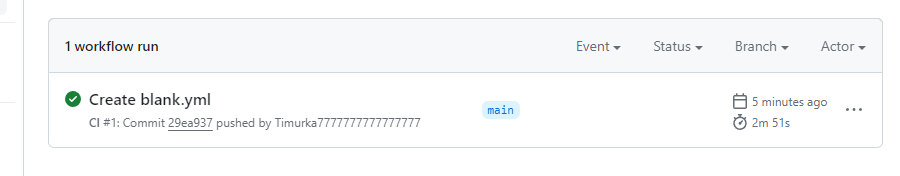 1 workflow run
Event
Status
Branch
Actor
Create blank.yml
CI #1: Commit 29ea937 pushed by Timurka7777777777777777
main
5 minutes ago
2m 51s